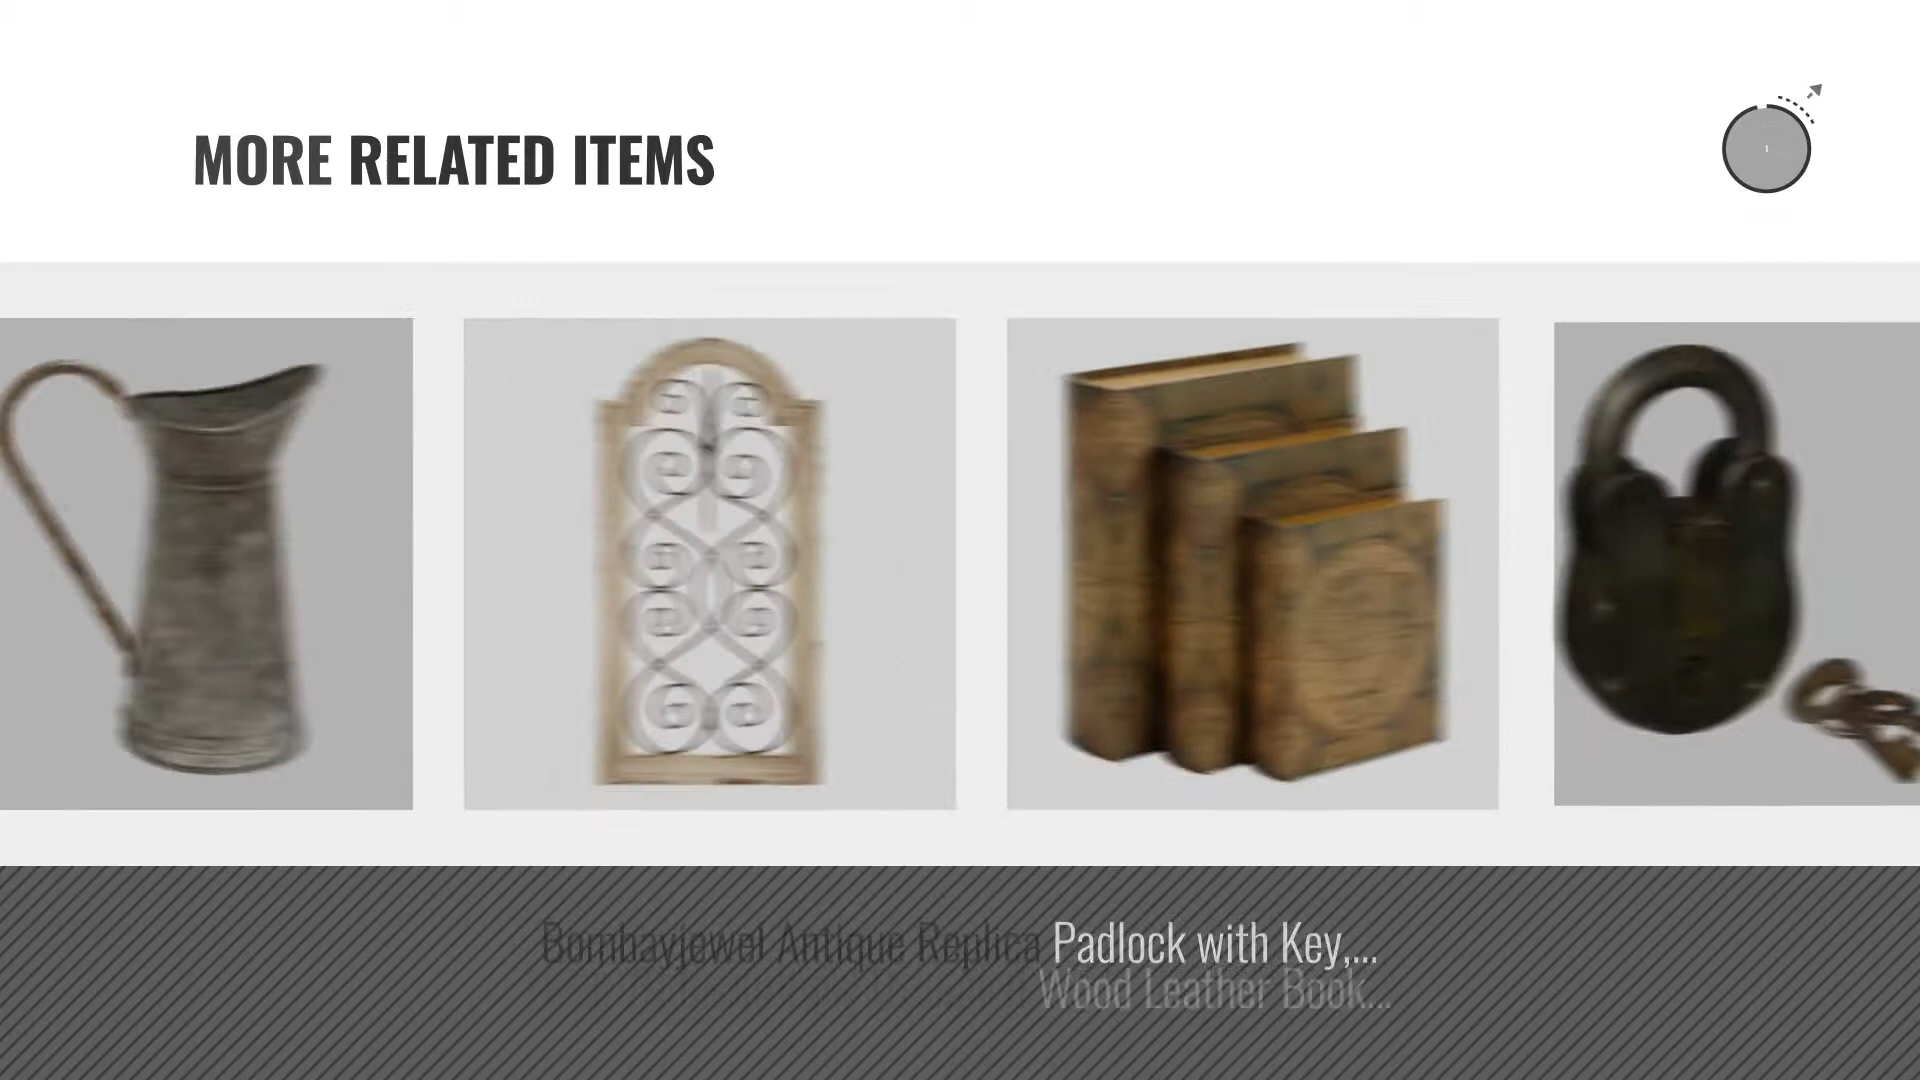 MORE RELATED ITEMS
Bombayjewel Antique Replica Padlock with Key,...
Wood Leather Book...